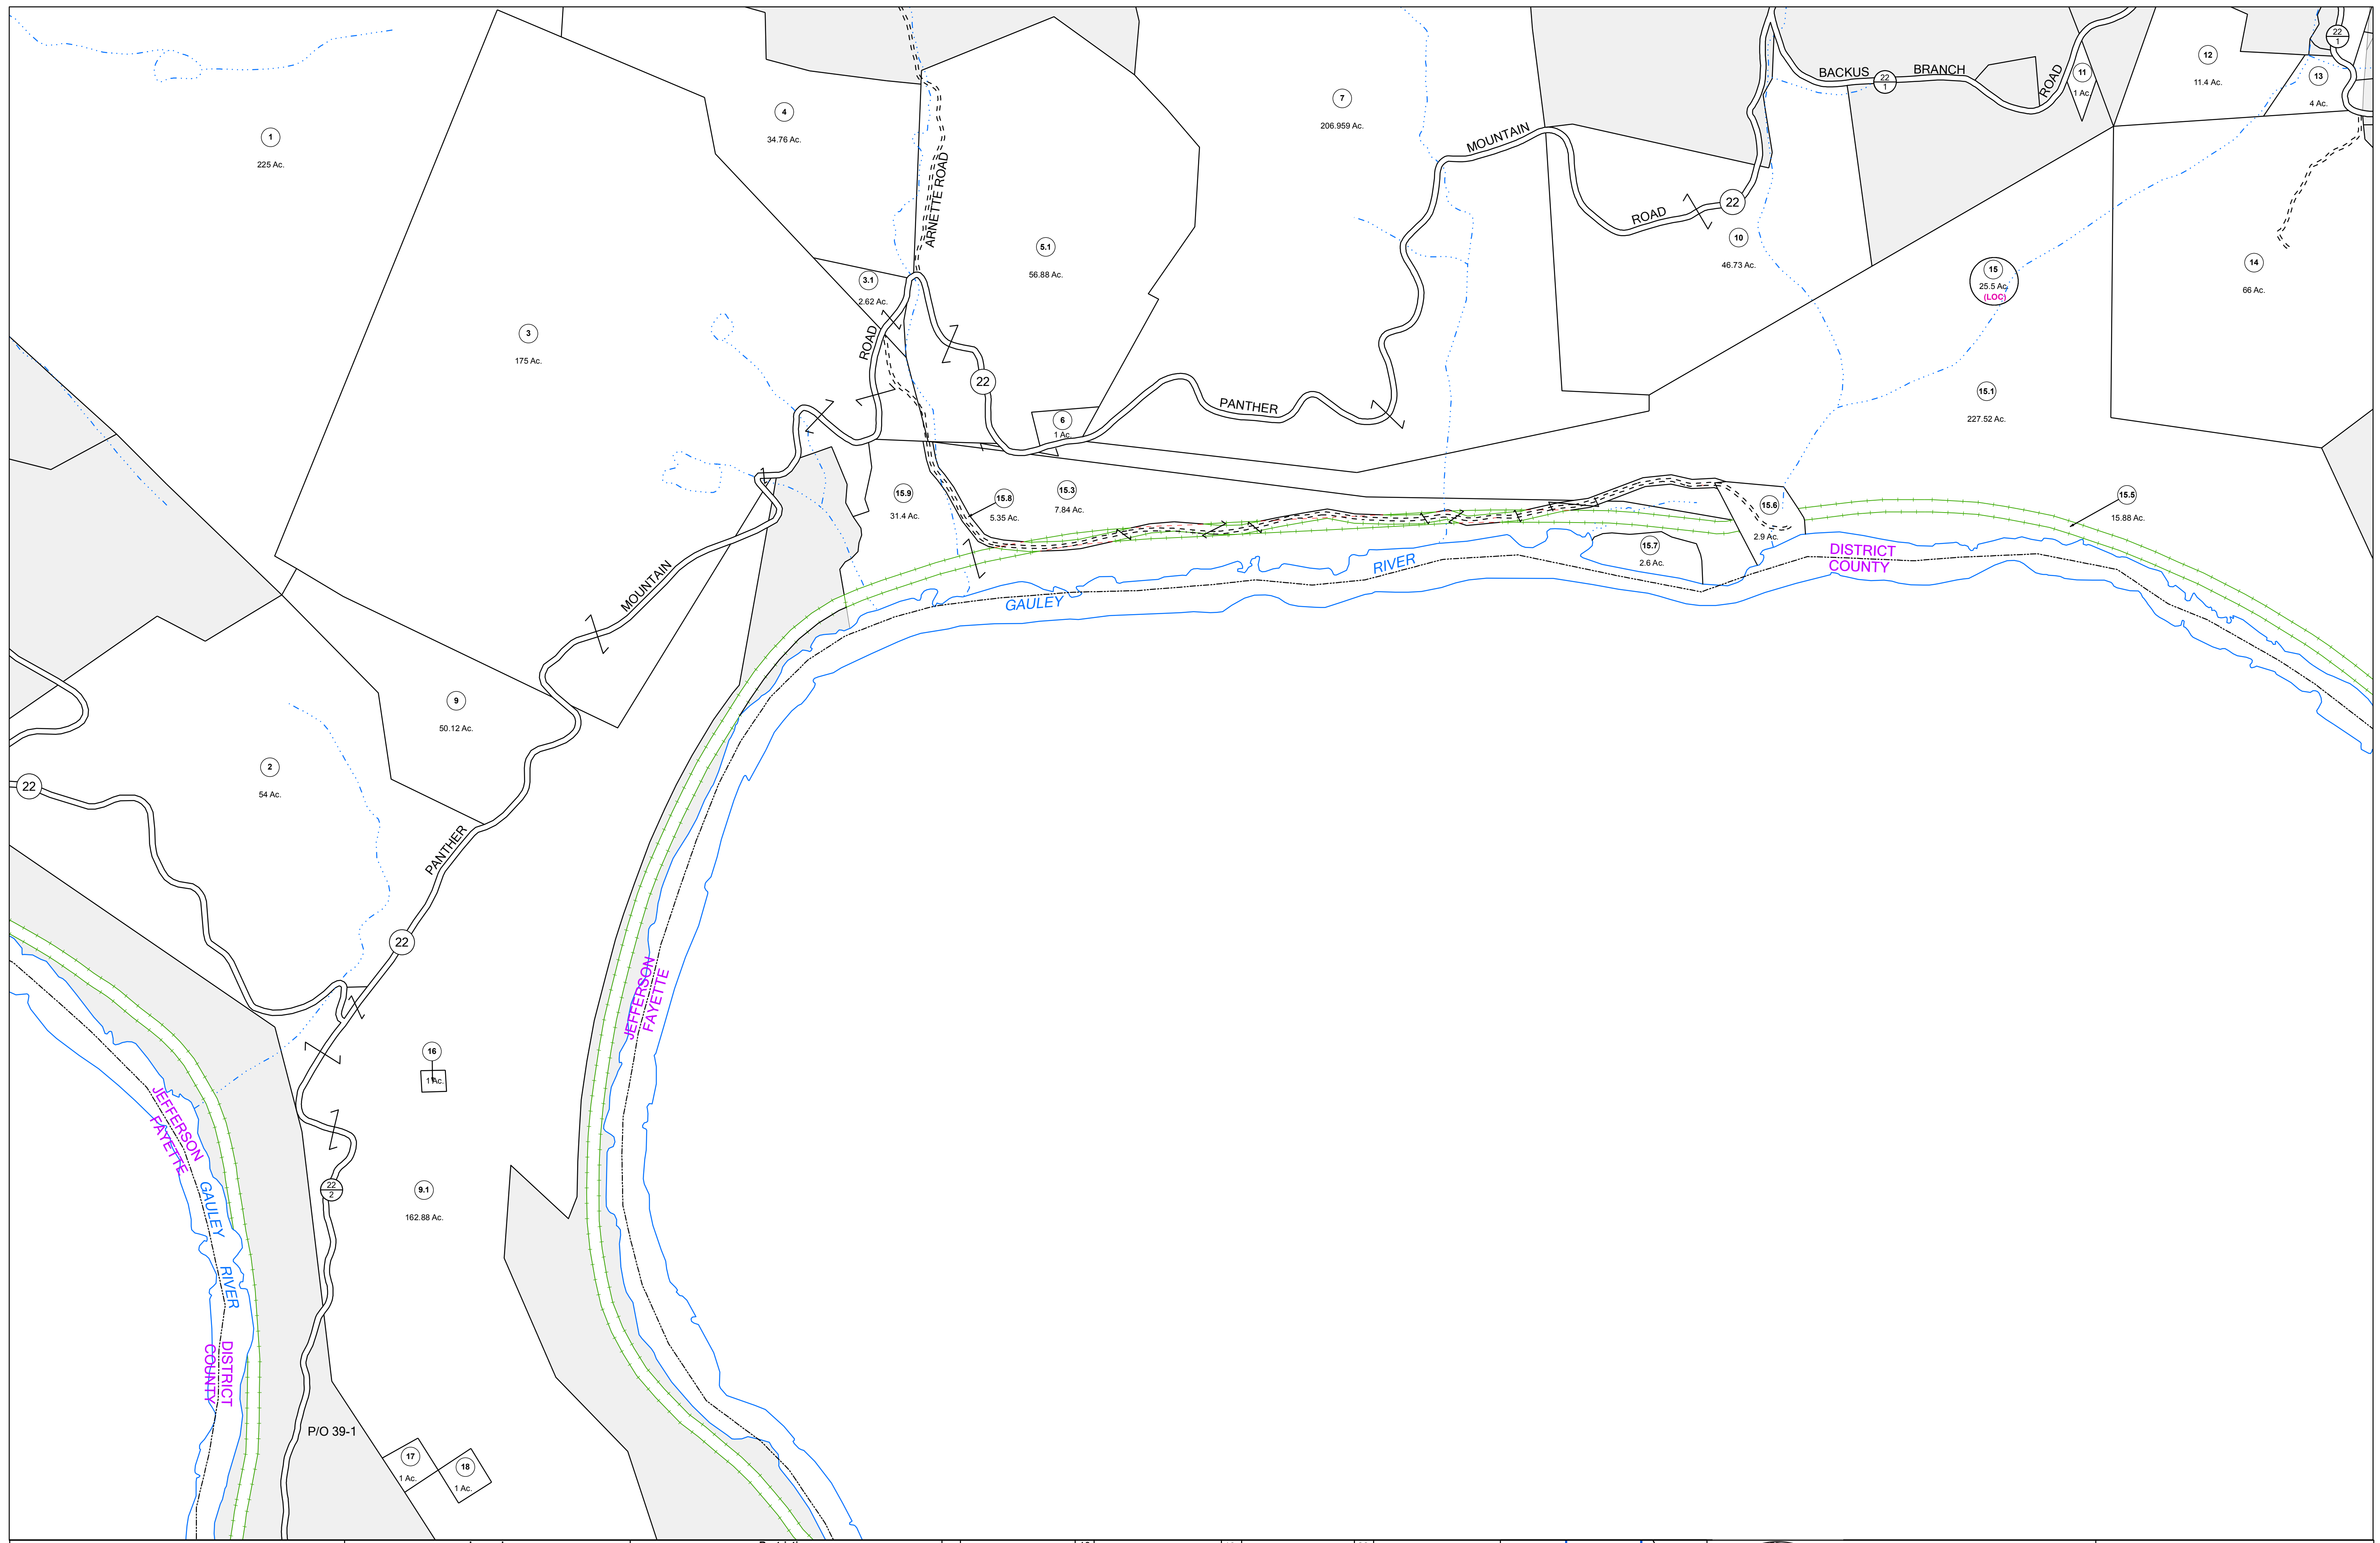 22
1
BACKUS
22
1
BRANCH
ROAD
11
1 Ac.
12
11.4 Ac.
13
4 Ac.
1
225 Ac.
4
34.76 Ac.
7
206.959 Ac.
MOUNTAIN
ARNETTE ROAD
ROAD
22
5.1
56.88 Ac.
10
46.73 Ac.
15
25.5 Ac.
(LOC)
14
66 Ac.
3.1
2.62 Ac.
3
175 Ac.
ROAD
22
PANTHER
15.1
227.52 Ac.
6
1 Ac.
15.9
31.4 Ac.
15.8
5.35 Ac.
15.3
7.84 Ac.
15.6
2.9 Ac.
15.5
15.88 Ac.
15.7
2.6 Ac.
DISTRICT
COUNTY
RIVER
GAULEY
MOUNTAIN
9
50.12 Ac.
2
54 Ac.
22
PANTHER
22
JEFFERSON
FAYETTE
16
1 Ac.
JEFFERSON
FAYETTE
22
2
9.1
162.88 Ac.
GAULEY
RIVER
DISTRICT
COUNTY
P/O 39-1
17
1 Ac.
18
1 Ac.